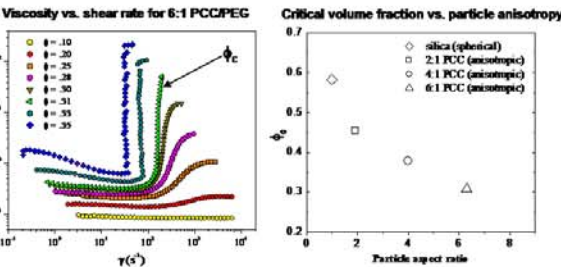 Viscosity vs. shear rate for 6:1 PCC/PEG
ϕ = .10
ϕ = .20
ϕ = .25
ϕ = .28
ϕ = .30
ϕ = .31
ϕ = .33
ϕ = .35
ϕc
γ(s⁻¹)
Critical volume fraction vs. particle anisotropy
silica (spherical)
2:1 PCC (anisotropic)
4:1 PCC (anisotropic)
6:1 PCC (anisotropic)
0.7
0.6
0.5
0.4
0.3
0.2
0 2 4 6 8
Particle aspect ratio